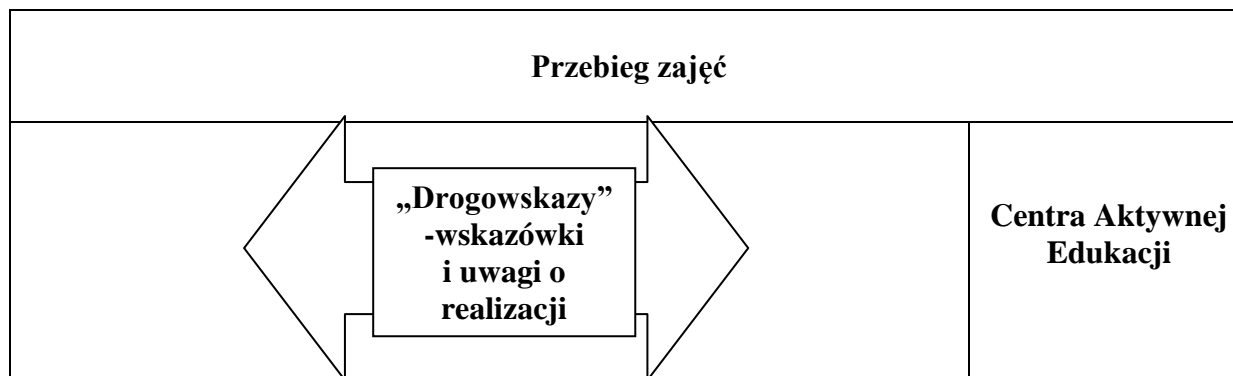 Przebieg zajęć
„Drogowskazy”
-wskazówki
i uwagi o
realizacji
Centra Aktywnej
Edukacji